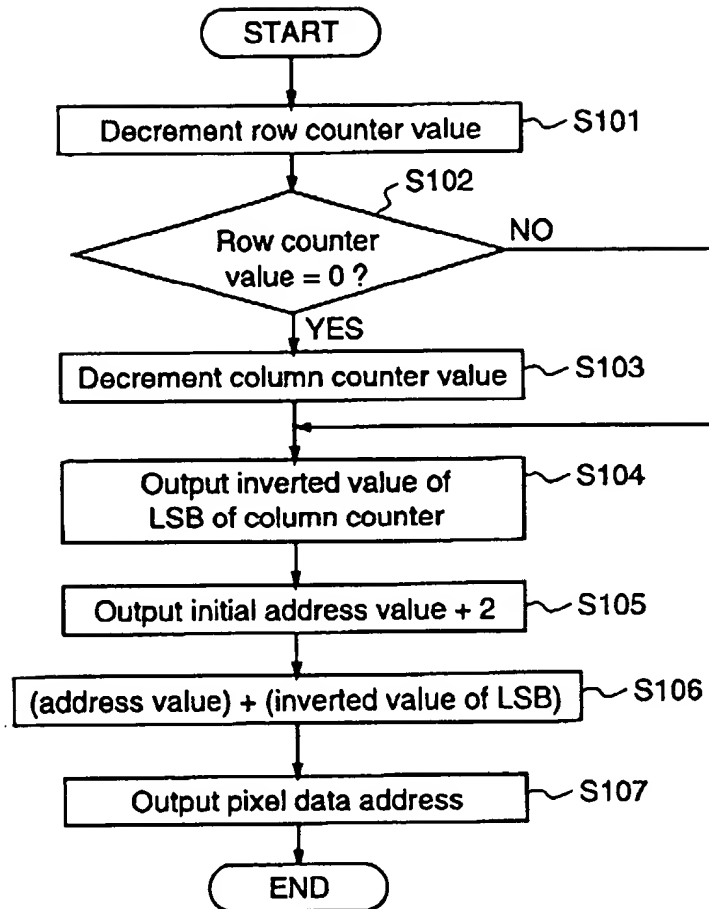 START
Decrement row counter value
S101
S102
Row counter
value = 0 ?
NO
YES
Decrement column counter value
S103
Output inverted value of
LSB of column counter
S104
Output initial address value + 2
S105
(address value) + (inverted value of LSB)
S106
Output pixel data address
S107
END